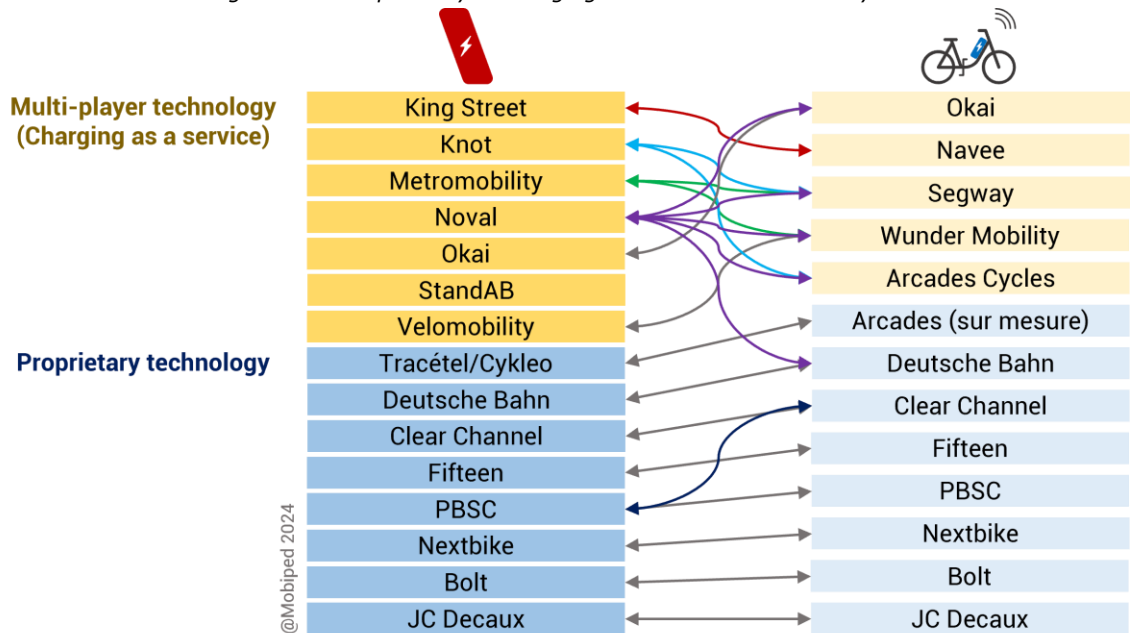 Multi-player technology
(Charging as a service)
Proprietary technology
King Street
Knot
Metromobility
Noval
Okai
StandAB
Velomobility
Tracétel/Cykleo
Deutsche Bahn
Clear Channel
Fifteen
PBSC
Nextbike
Bolt
JC Decaux
Okai
Navee
Segway
Wunder Mobility
Arcades Cycles
Arcades (sur mesure)
Deutsche Bahn
Clear Channel
Fifteen
PBSC
Nextbike
Bolt
JC Decaux
@Mobiped 2024